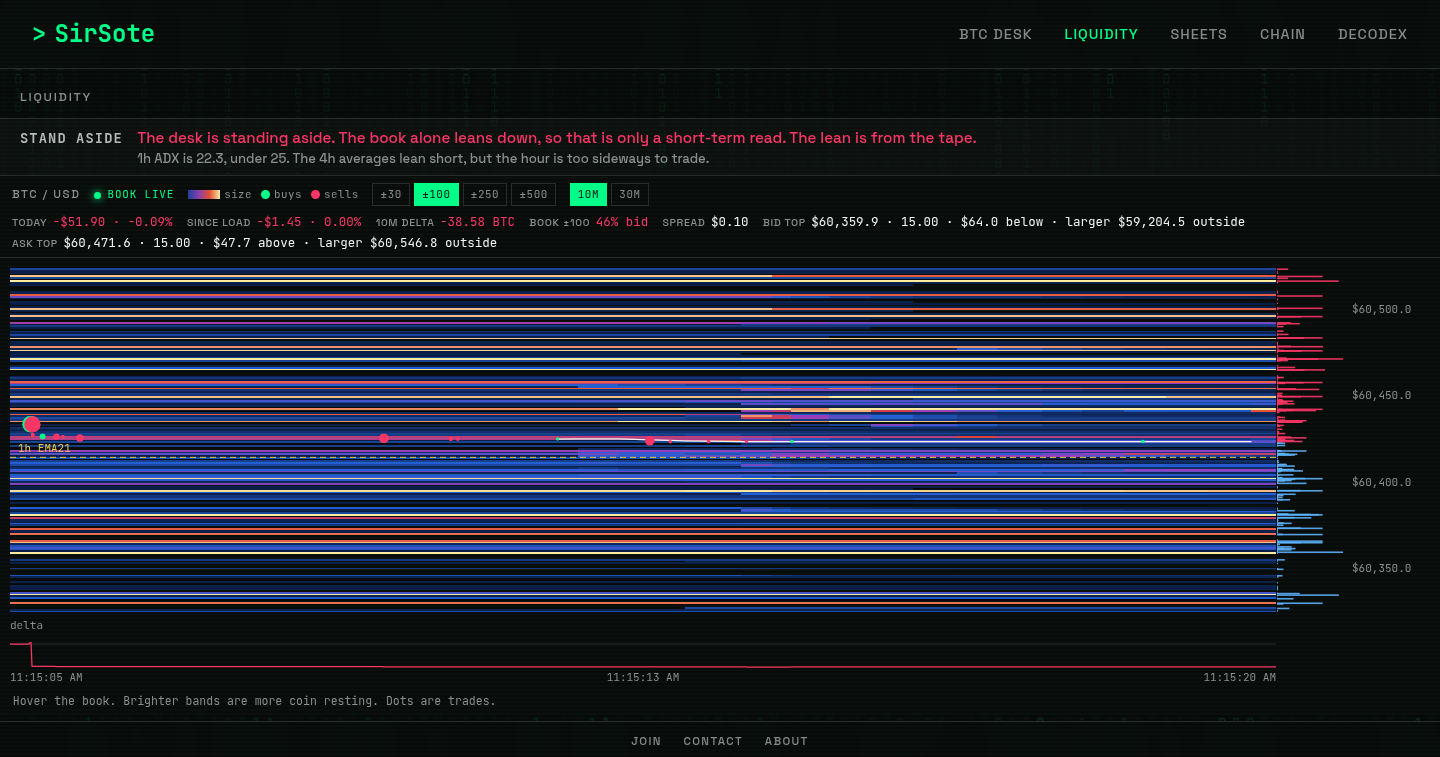 > SirSote
BTC DESK LIQUIDITY SHEETS CHAIN DECODEX
LIQUIDITY
STAND ASIDE The desk is standing aside. The book alone leans down, so that is only a short-term read. The lean is from the tape.
1h ADX is 22.3, under 25. The 4h averages lean short, but the hour is too sideways to trade.
BTC / USD BOOK LIVE size buys sells ±30 ±100 ±250 ±500 10M 30M
TODAY -$51.90 · -0.09% SINCE LOAD -$1.45 · 0.00% 10M DELTA -38.58 BTC BOOK ±100 46% bid SPREAD $0.10 BID TOP $60,359.9 · 15.00 · $64.0 below · larger $59,204.5 outside
ASK TOP $60,471.6 · 15.00 · $47.7 above · larger $60,546.8 outside
$60,500.0
$60,450.0
1h EMA21
$60,400.0
$60,350.0
delta
11:15:05 AM 11:15:13 AM 11:15:20 AM
Hover the book. Brighter bands are more coin resting. Dots are trades.
JOIN CONTACT ABOUT